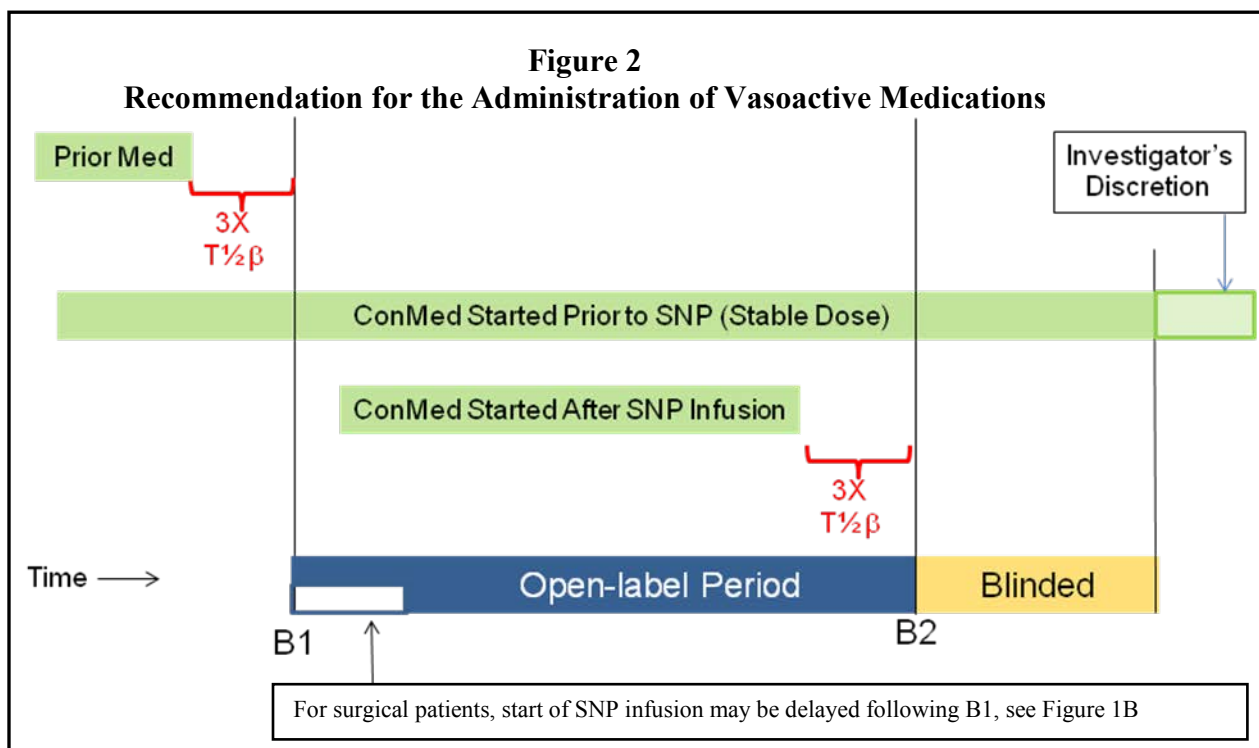 Figure 2
Recommendation for the Administration of Vasoactive Medications
Prior Med
Investigator's
Discretion
3X
T½β
ConMed Started Prior to SNP (Stable Dose)
ConMed Started After SNP Infusion
3X
T½β
Time
Open-label Period
Blinded
B1
B2
For surgical patients, start of SNP infusion may be delayed following B1, see Figure 1B